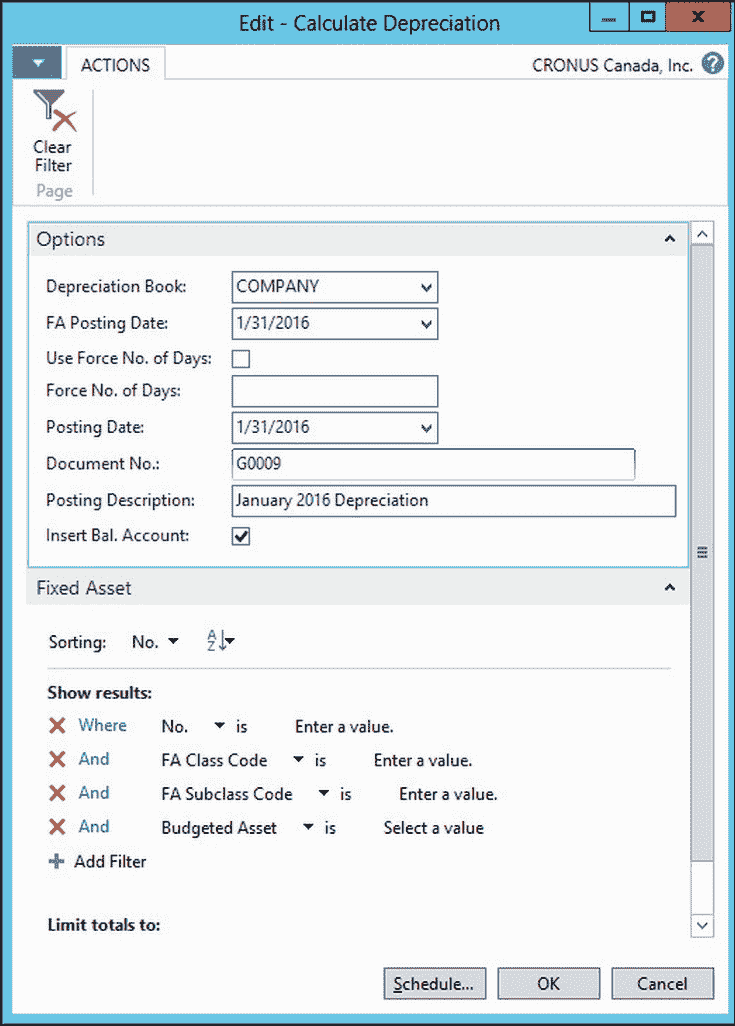 Edit - Calculate Depreciation
ACTIONS
CRONUS Canada, Inc.
Clear
Filter
Page
Options
Depreciation Book: COMPANY
FA Posting Date: 1/31/2016
Use Force No. of Days:
Force No. of Days:
Posting Date: 1/31/2016
Document No.: G0009
Posting Description: January 2016 Depreciation
Insert Bal. Account:
Fixed Asset
Sorting: No. AZ
Show results:
Where No. is Enter a value.
And FA Class Code is Enter a value.
And FA Subclass Code is Enter a value.
And Budgeted Asset is Select a value
Add Filter
Limit totals to:
Schedule... OK Cancel